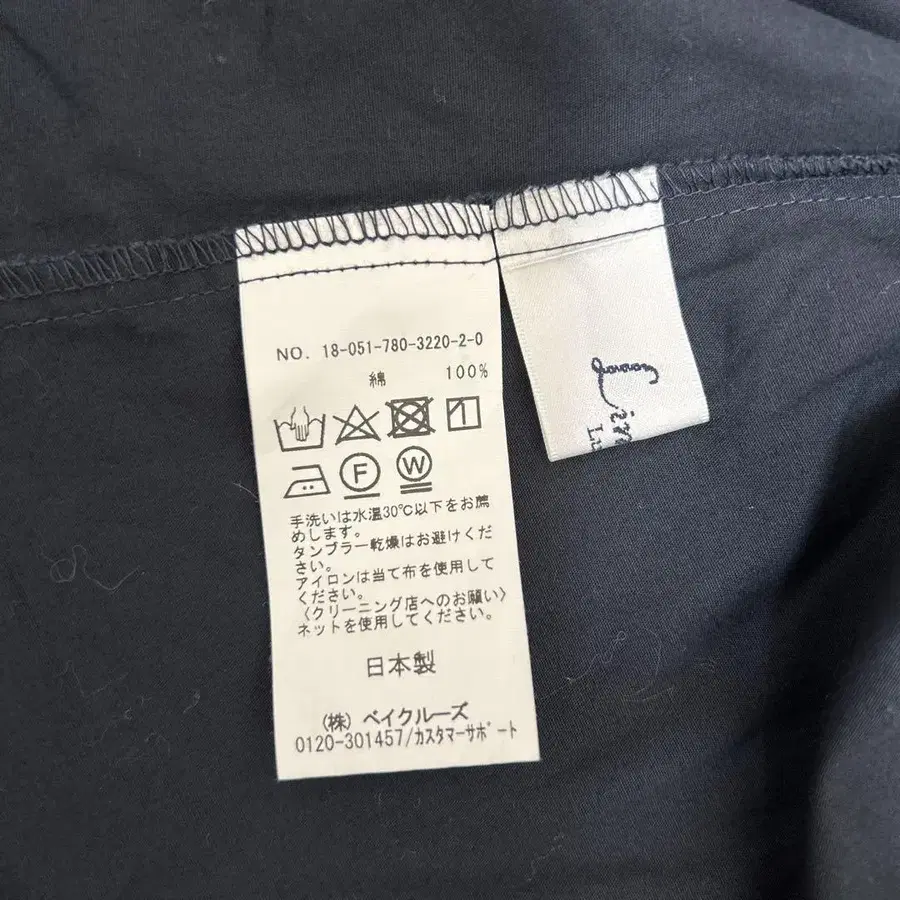 NO. 18-051-780-3220-2-0
綿 100%
F W
手洗いは水温30℃以下をお薦
めします。
タンブラー乾燥はお避けくだ
さい。
アイロンは当て布を使用して
ください。
〈クリーニング店へのお願い〉
ネットを使用してください。
日本製
(株) ベイクルーズ
0120-301457/カスタマーサポート